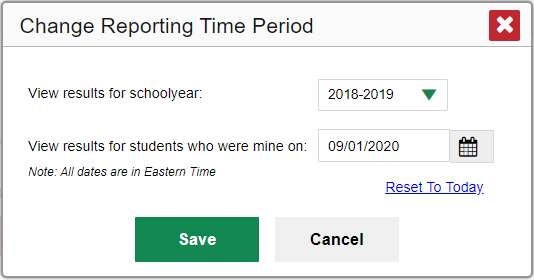 Change Reporting Time Period
View results for schoolyear:
2018-2019
View results for students who were mine on:
09/01/2020
Note: All dates are in Eastern Time
Reset To Today
Save
Cancel